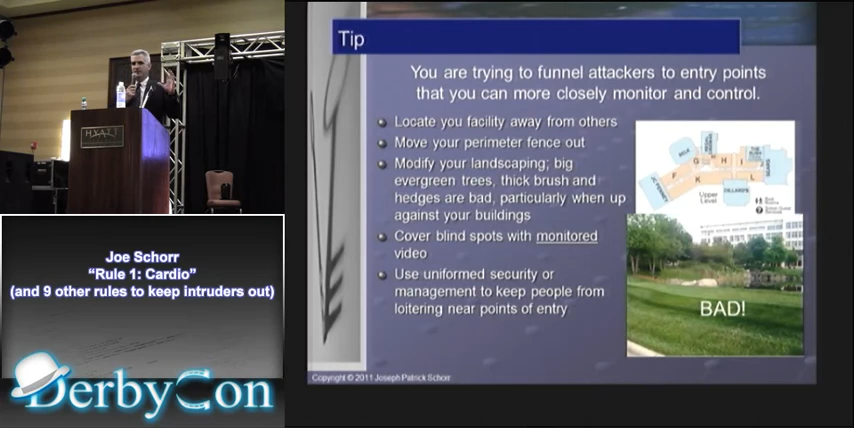 HYATT
Joe Schorr
“Rule 1: Cardio”
(and 9 other rules to keep intruders out)
DerbyCon
Tip
You are trying to funnel attackers to entry points
that you can more closely monitor and control.
Locate you facility away from others
Move your perimeter fence out
Modify your landscaping; big
evergreen trees, thick brush and
hedges are bad, particularly when up
against your buildings
Cover blind spots with monitored
video
Use uniformed security or
management to keep people from
loitering near points of entry
JCPENNEY
F
G
H
I
K
L
DILLARD'S
SEARS
Upper
Level
BAD!
Copyright © 2011 Joseph Patrick Schorr